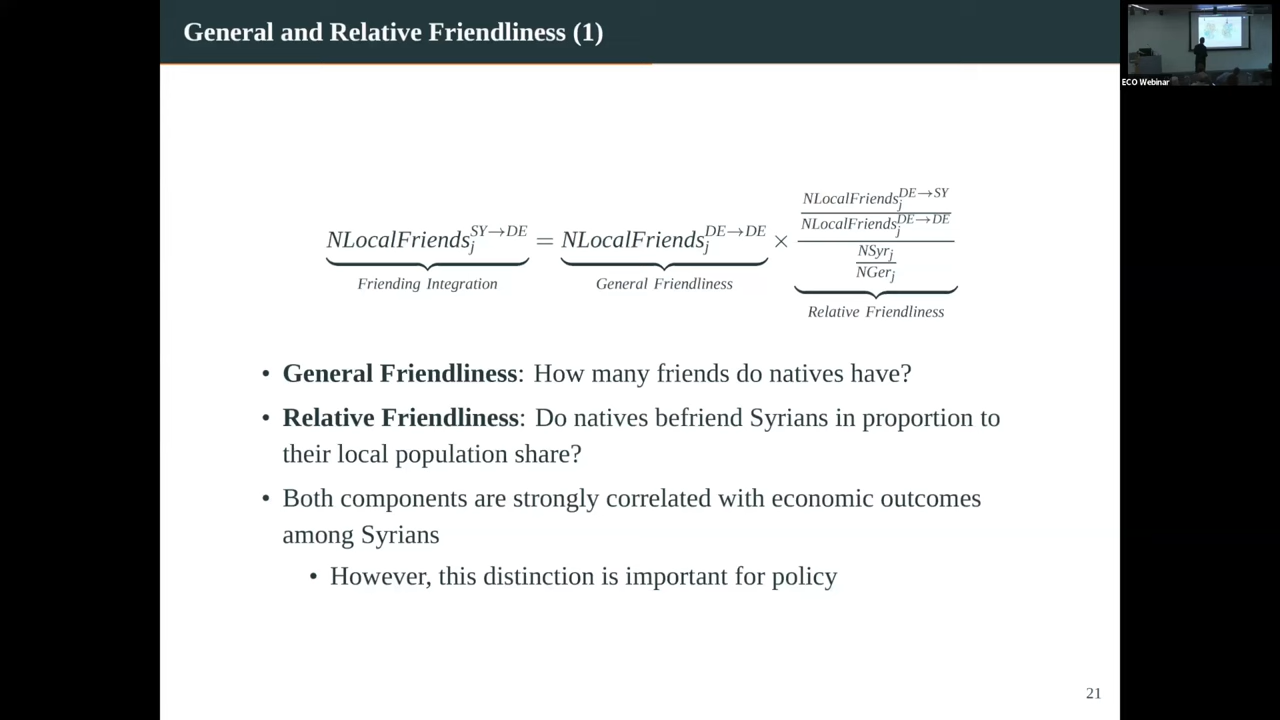 General and Relative Friendliness (1)
ECO Webinar
NLocalFriends_j^{SY→DE} = NLocalFriends_j^{DE→DE} × \frac{\frac{NLocalFriends_j^{DE→SY}}{NLocalFriends_j^{DE→DE}}}{\frac{NSyr_j}{NGer_j}}
Friending Integration
General Friendliness
Relative Friendliness
• General Friendliness: How many friends do natives have?
• Relative Friendliness: Do natives befriend Syrians in proportion to
their local population share?
• Both components are strongly correlated with economic outcomes
among Syrians
• However, this distinction is important for policy
21